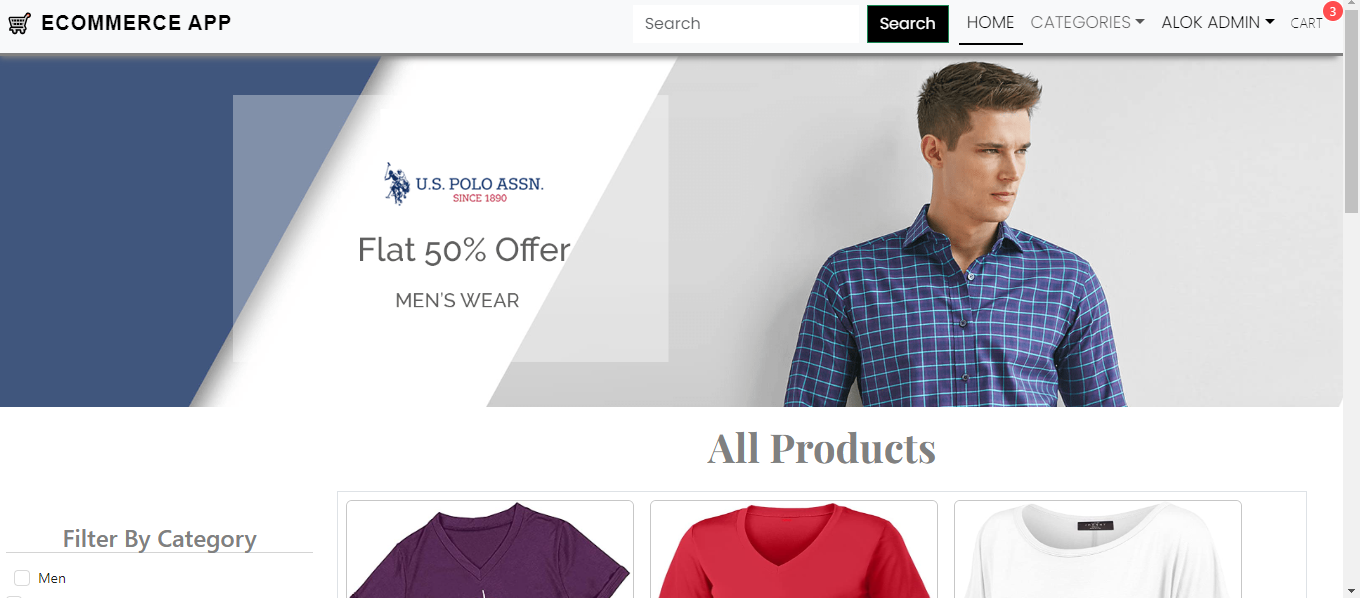 ECOMMERCE APP
Search
Search
HOME
CATEGORIES
ALOK ADMIN
CART
3
U.S. POLO ASSN.
SINCE 1890
Flat 50% Offer
MEN'S WEAR
All Products
Filter By Category
Men